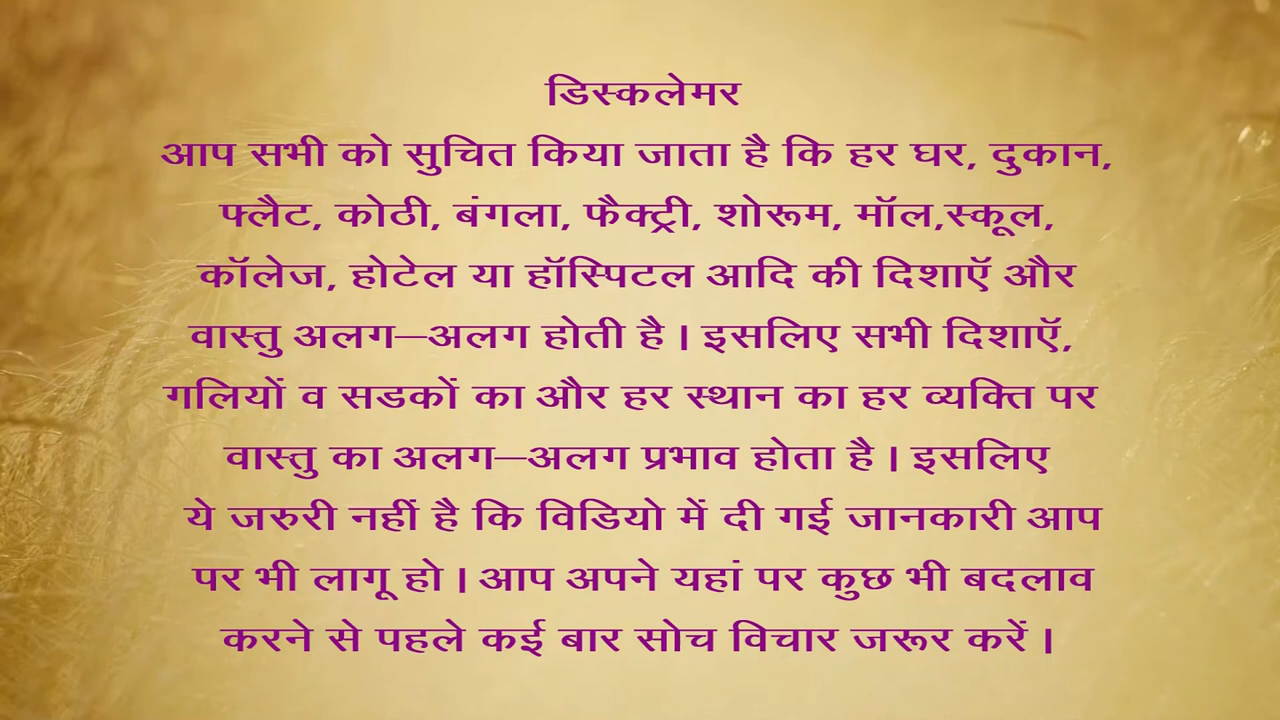 डिस्कलेमर
आप सभी को सुचित किया जाता है कि हर घर, दुकान,
फ्लैट, कोठी, बंगला, फैक्ट्री, शोरूम, मॉल,स्कूल,
कॉलेज, होटेल या हॉस्पिटल आदि की दिशाऍ और
वास्तु अलग–अलग होती है । इसलिए सभी दिशाऍ,
गलियों व सडकों का और हर स्थान का हर व्यक्ति पर
वास्तु का अलग–अलग प्रभाव होता है । इसलिए
ये जरुरी नहीं है कि विडियो में दी गई जानकारी आप
पर भी लागू हो । आप अपने यहां पर कुछ भी बदलाव
करने से पहले कई बार सोच विचार जरूर करें ।